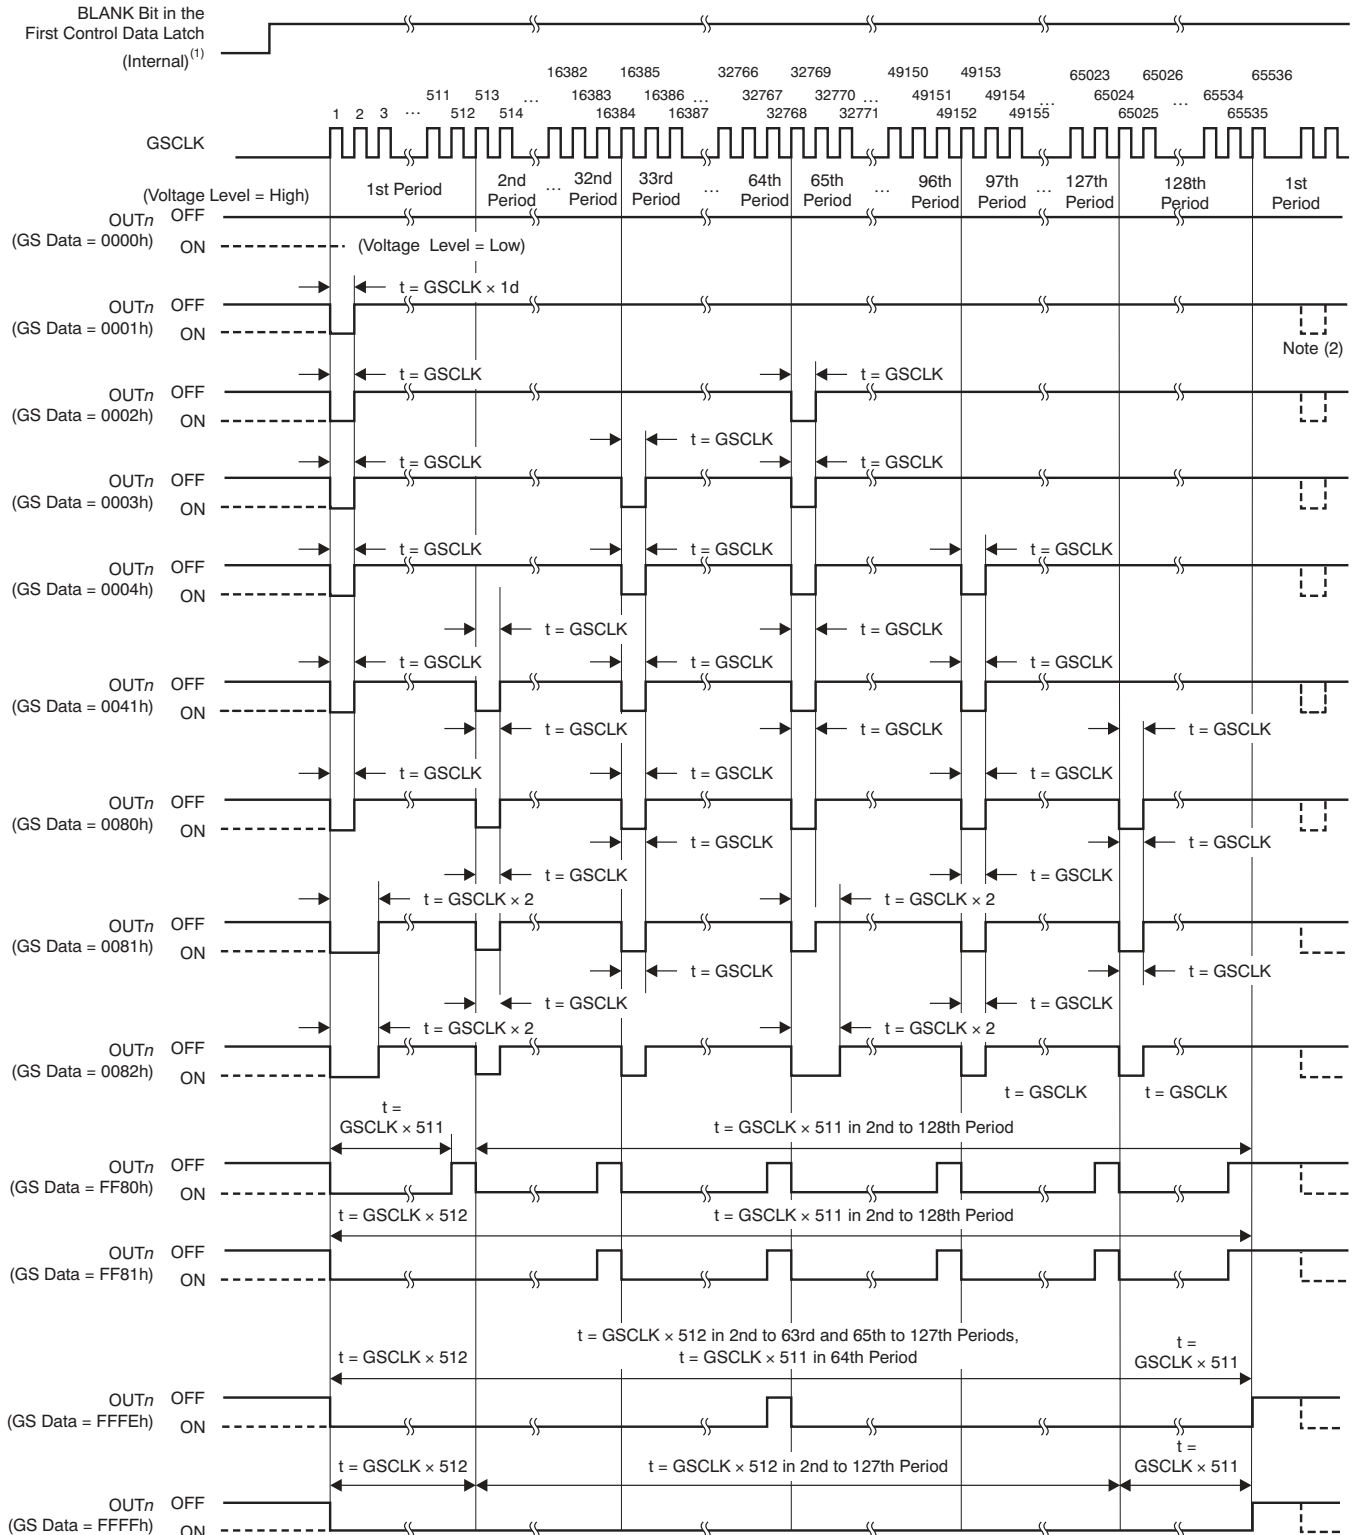 BLANK Bit in the
First Control Data Latch
(Internal)(1)
16382 16385 32766 32769 49150 49153 65023 65026 65536
511 513 ... 16383 16386 ... 32767 32770 ... 49151 49154 ... 65024 ... 65534
1 2 3 ... 512 514 16384 16387 32768 32771 49152 49155 65025 65535
GSCLK
(Voltage Level = High)
1st Period
2nd Period ... 32nd Period
33rd Period ... 64th Period
65th Period ... 96th Period
97th Period ... 127th Period
128th Period
1st Period
OUTn OFF
(GS Data = 0000h) ON
(Voltage Level = Low)
t = GSCLK × 1d
OUTn OFF
(GS Data = 0001h) ON
Note (2)
t = GSCLK t = GSCLK
OUTn OFF
(GS Data = 0002h) ON
t = GSCLK
t = GSCLK t = GSCLK
OUTn OFF
(GS Data = 0003h) ON
t = GSCLK t = GSCLK t = GSCLK
OUTn OFF
(GS Data = 0004h) ON
t = GSCLK t = GSCLK
t = GSCLK t = GSCLK t = GSCLK
OUTn OFF
(GS Data = 0041h) ON
t = GSCLK t = GSCLK t = GSCLK
t = GSCLK t = GSCLK t = GSCLK
OUTn OFF
(GS Data = 0080h) ON
t = GSCLK t = GSCLK
t = GSCLK t = GSCLK
t = GSCLK × 2 t = GSCLK × 2
OUTn OFF
(GS Data = 0081h) ON
t = GSCLK t = GSCLK
t = GSCLK t = GSCLK
t = GSCLK × 2 t = GSCLK × 2
OUTn OFF
(GS Data = 0082h) ON
t = GSCLK t = GSCLK
t =
GSCLK × 511 t = GSCLK × 511 in 2nd to 128th Period
OUTn OFF
(GS Data = FF80h) ON
t = GSCLK × 512 t = GSCLK × 511 in 2nd to 128th Period
OUTn OFF
(GS Data = FF81h) ON
t = GSCLK × 512 in 2nd to 63rd and 65th to 127th Periods,
t = GSCLK × 512 t = GSCLK × 511 in 64th Period
t =
GSCLK × 511
OUTn OFF
(GS Data = FFFEh) ON
t = GSCLK × 512 t = GSCLK × 512 in 2nd to 127th Period
t =
GSCLK × 511
OUTn OFF
(GS Data = FFFFh) ON